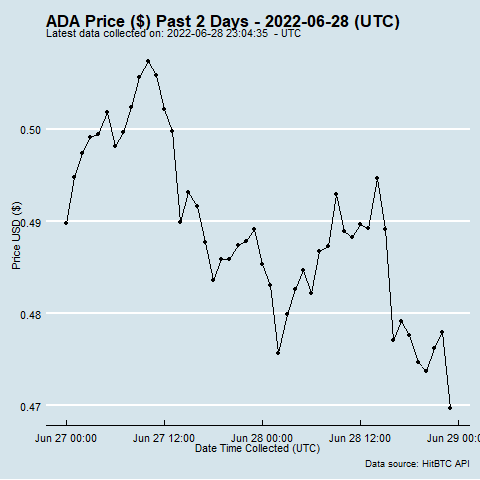 ADA Price ($) Past 2 Days - 2022-06-28 (UTC)
Latest data collected on: 2022-06-28 23:04:35 - UTC
0.50
0.49
0.48
0.47
Price USD ($)
Jun 27 00:00
Jun 27 12:00
Jun 28 00:00
Jun 28 12:00
Jun 29 00:
Date Time Collected (UTC)
Data source: HitBTC API